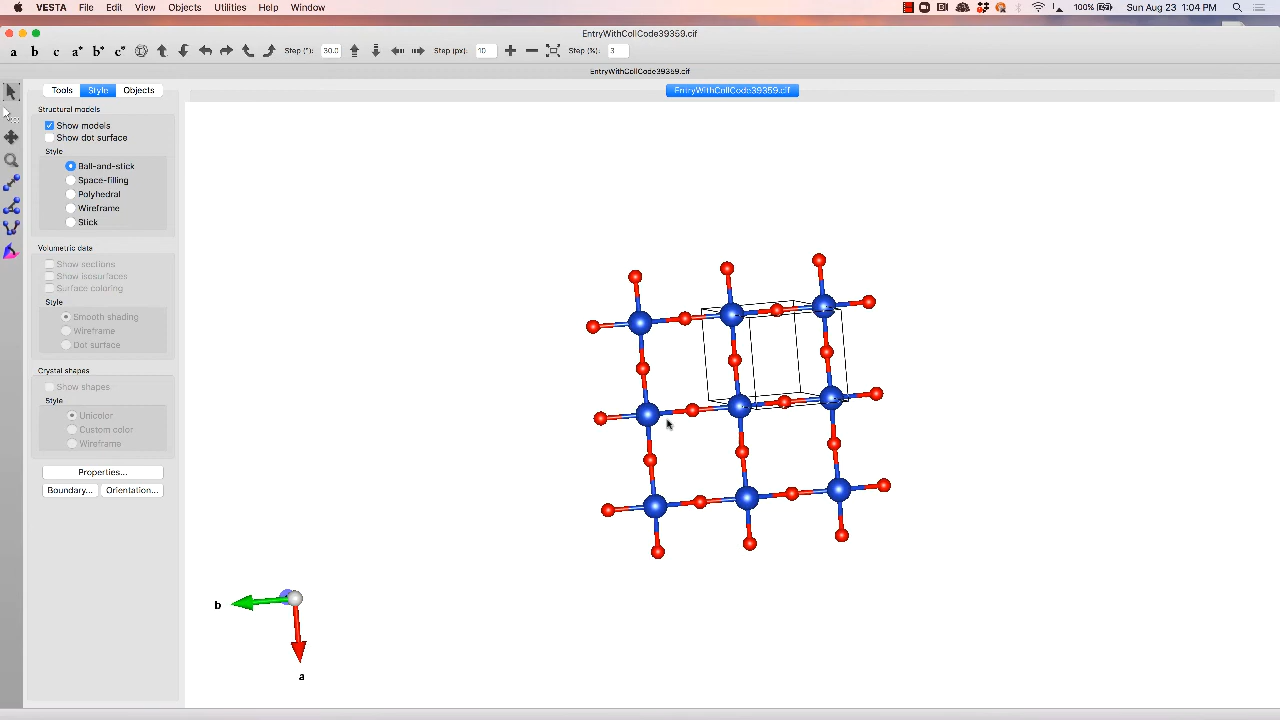 VESTA File Edit View Objects Utilities Help Window 100% Sun Aug 23 1:04 PM
EntryWithCollCode39359.cif
a b c a* b* c* Step (°): 30.0 Step (px): 10 Step (%): 3
EntryWithCollCode39359.cif
Tools Style Objects
EntryWithCollCode39359.cif
Structural models
Show models
Show dot surface
Style
Ball-and-stick
Space-filling
Polyhedral
Wireframe
Stick
Volumetric data
Show sections
Show isosurfaces
Surface coloring
Style
Smooth shading
Wireframe
Dot surface
Crystal shapes
Show shapes
Style
Unicolor
Custom color
Wireframe
Properties...
Boundary... Orientation...
b
a